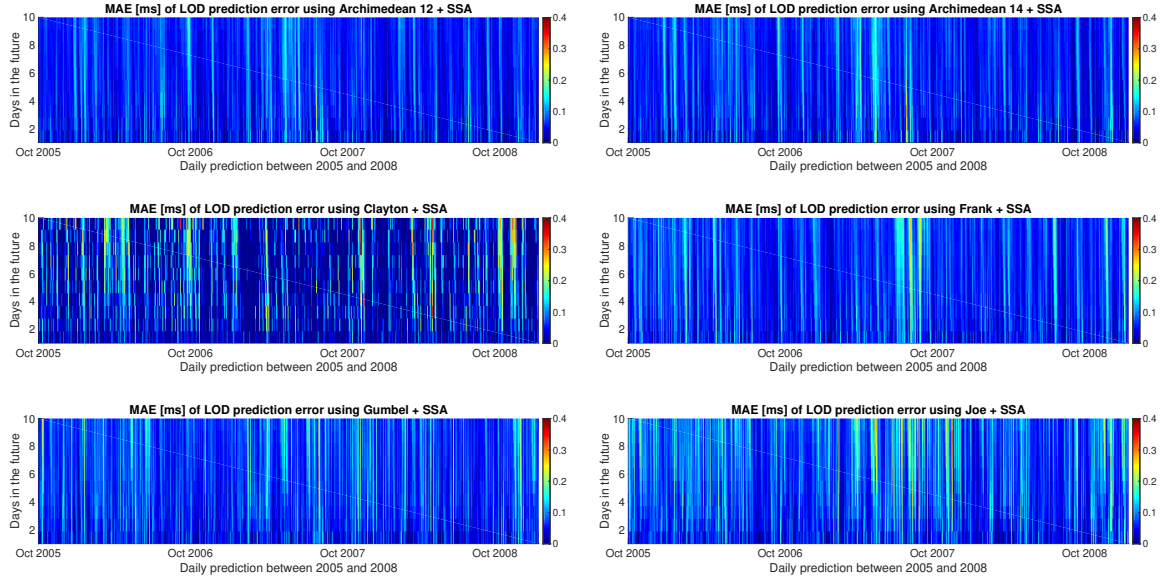 MAE [ms] of LOD prediction error using Archimedean 12 + SSA
10
8
6
4
2
Days in the future
Oct 2005
Oct 2006
Oct 2007
Oct 2008
Daily prediction between 2005 and 2008
0.4
0.3
0.2
0.1
0
MAE [ms] of LOD prediction error using Archimedean 14 + SSA
10
8
6
4
2
Days in the future
Oct 2005
Oct 2006
Oct 2007
Oct 2008
Daily prediction between 2005 and 2008
0.4
0.3
0.2
0.1
0
MAE [ms] of LOD prediction error using Clayton + SSA
10
8
6
4
2
Days in the future
Oct 2005
Oct 2006
Oct 2007
Oct 2008
Daily prediction between 2005 and 2008
0.4
0.3
0.2
0.1
0
MAE [ms] of LOD prediction error using Frank + SSA
10
8
6
4
2
Days in the future
Oct 2005
Oct 2006
Oct 2007
Oct 2008
Daily prediction between 2005 and 2008
0.4
0.3
0.2
0.1
0
MAE [ms] of LOD prediction error using Gumbel + SSA
10
8
6
4
2
Days in the future
Oct 2005
Oct 2006
Oct 2007
Oct 2008
Daily prediction between 2005 and 2008
0.4
0.3
0.2
0.1
0
MAE [ms] of LOD prediction error using Joe + SSA
10
8
6
4
2
Days in the future
Oct 2005
Oct 2006
Oct 2007
Oct 2008
Daily prediction between 2005 and 2008
0.4
0.3
0.2
0.1
0